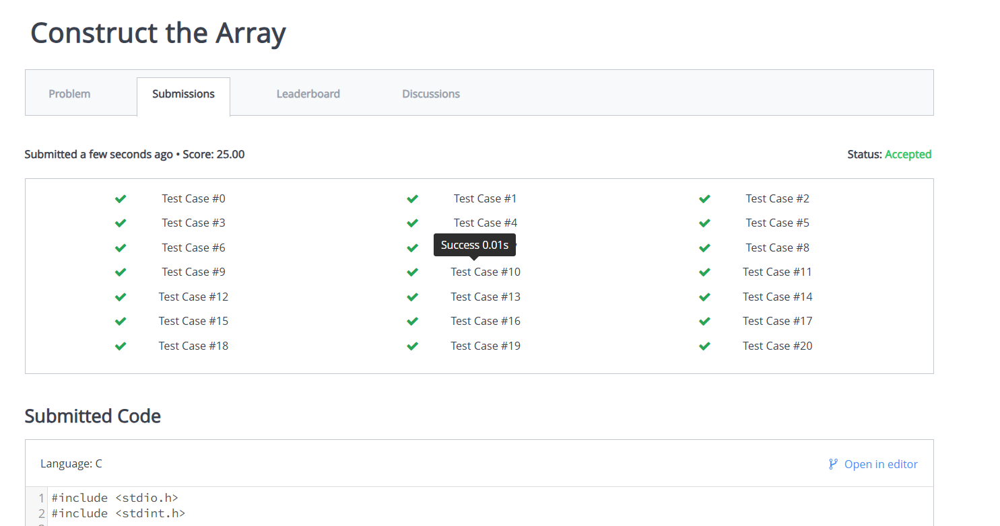 Construct the Array
Problem Submissions Leaderboard Discussions
Submitted a few seconds ago • Score: 25.00 Status: Accepted
Test Case #0 Test Case #1 Test Case #2
Test Case #3 Test Case #4 Test Case #5
Test Case #6 Success 0.01s Test Case #8
Test Case #9 Test Case #10 Test Case #11
Test Case #12 Test Case #13 Test Case #14
Test Case #15 Test Case #16 Test Case #17
Test Case #18 Test Case #19 Test Case #20
Submitted Code
Language: C Open in editor
1 #include <stdio.h>
2 #include <stdint.h>